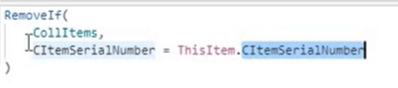 RemoveIf(
CollItems,
CItemSerialNumber = ThisItem.CItemSerialNumber
)